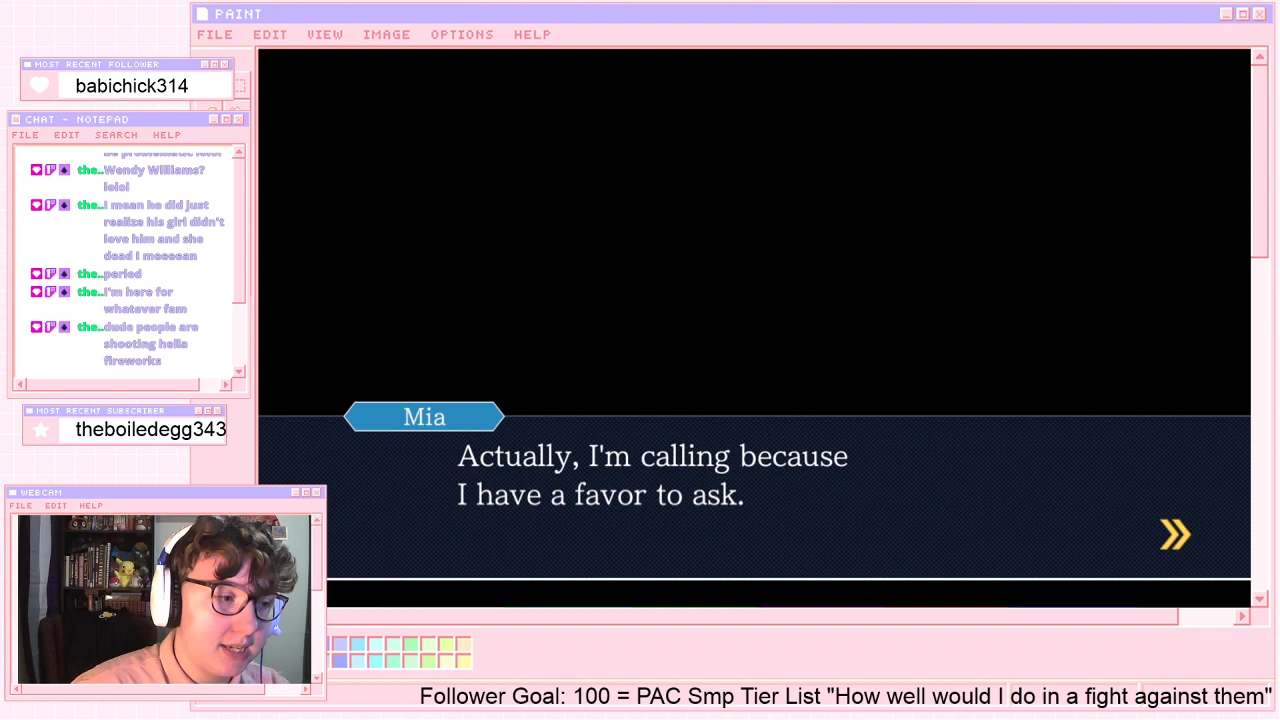 PAINT
FILE EDIT VIEW IMAGE OPTIONS HELP
MOST RECENT FOLLOWER
babichick314
CHAT - NOTEPAD
FILE EDIT SEARCH HELP
the..Wendy Williams?
lolol
the..I mean he did just
realize his girl didn't
love him and she
dead I meeeean
the..period
the..I'm here for
whatever fam
the..dude people are
shooting hella
fireworks
MOST RECENT SUBSCRIBER
theboiledegg343
WEBCAM
FILE EDIT HELP
Mia
Actually, I'm calling because
I have a favor to ask.
Follower Goal: 100 = PAC Smp Tier List "How well would I do in a fight against them"